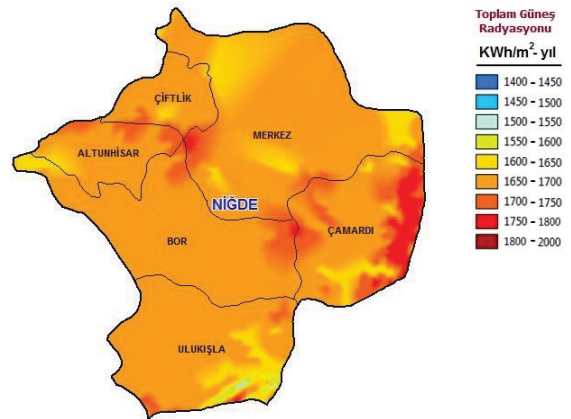 Toplam Güneş
Radyasyonu
KWh/m²- yıl
1400 - 1450
1450 - 1500
1500 - 1550
1550 - 1600
1600 - 1650
1650 - 1700
1700 - 1750
1750 - 1800
1800 - 2000
ÇİFTLİK
MERKEZ
ALTUNHİSAR
NİĞDE
ÇAMARDI
BOR
ULUKIŞLA